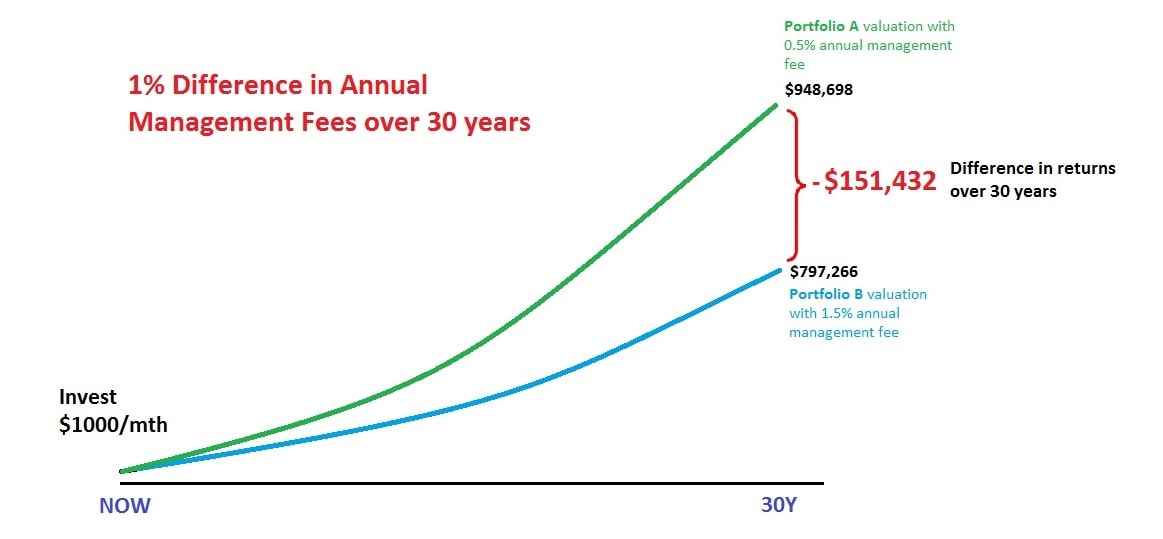 Portfolio A valuation with
0.5% annual management
fee
$948,698
1% Difference in Annual
Management Fees over 30 years
- $151,432
Difference in returns
over 30 years
$797,266
Portfolio B valuation
with 1.5% annual
management fee
Invest
$1000/mth
NOW
30Y